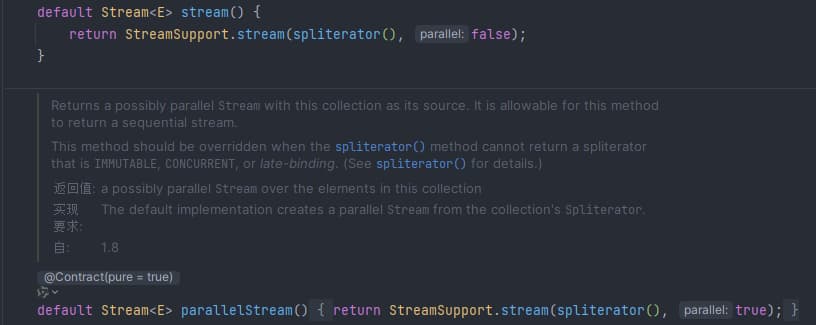 default Stream<E> stream() {
return StreamSupport.stream(spliterator(), parallel: false);
}
Returns a possibly parallel Stream with this collection as its source. It is allowable for this method
to return a sequential stream.
This method should be overridden when the spliterator() method cannot return a spliterator
that is IMMUTABLE, CONCURRENT, or late-binding. (See spliterator() for details.)
返回值: a possibly parallel Stream over the elements in this collection
实现 The default implementation creates a parallel Stream from the collection's Spliterator.
要求:
自: 1.8
@Contract(pure = true)
default Stream<E> parallelStream() { return StreamSupport.stream(spliterator(), parallel: true); }